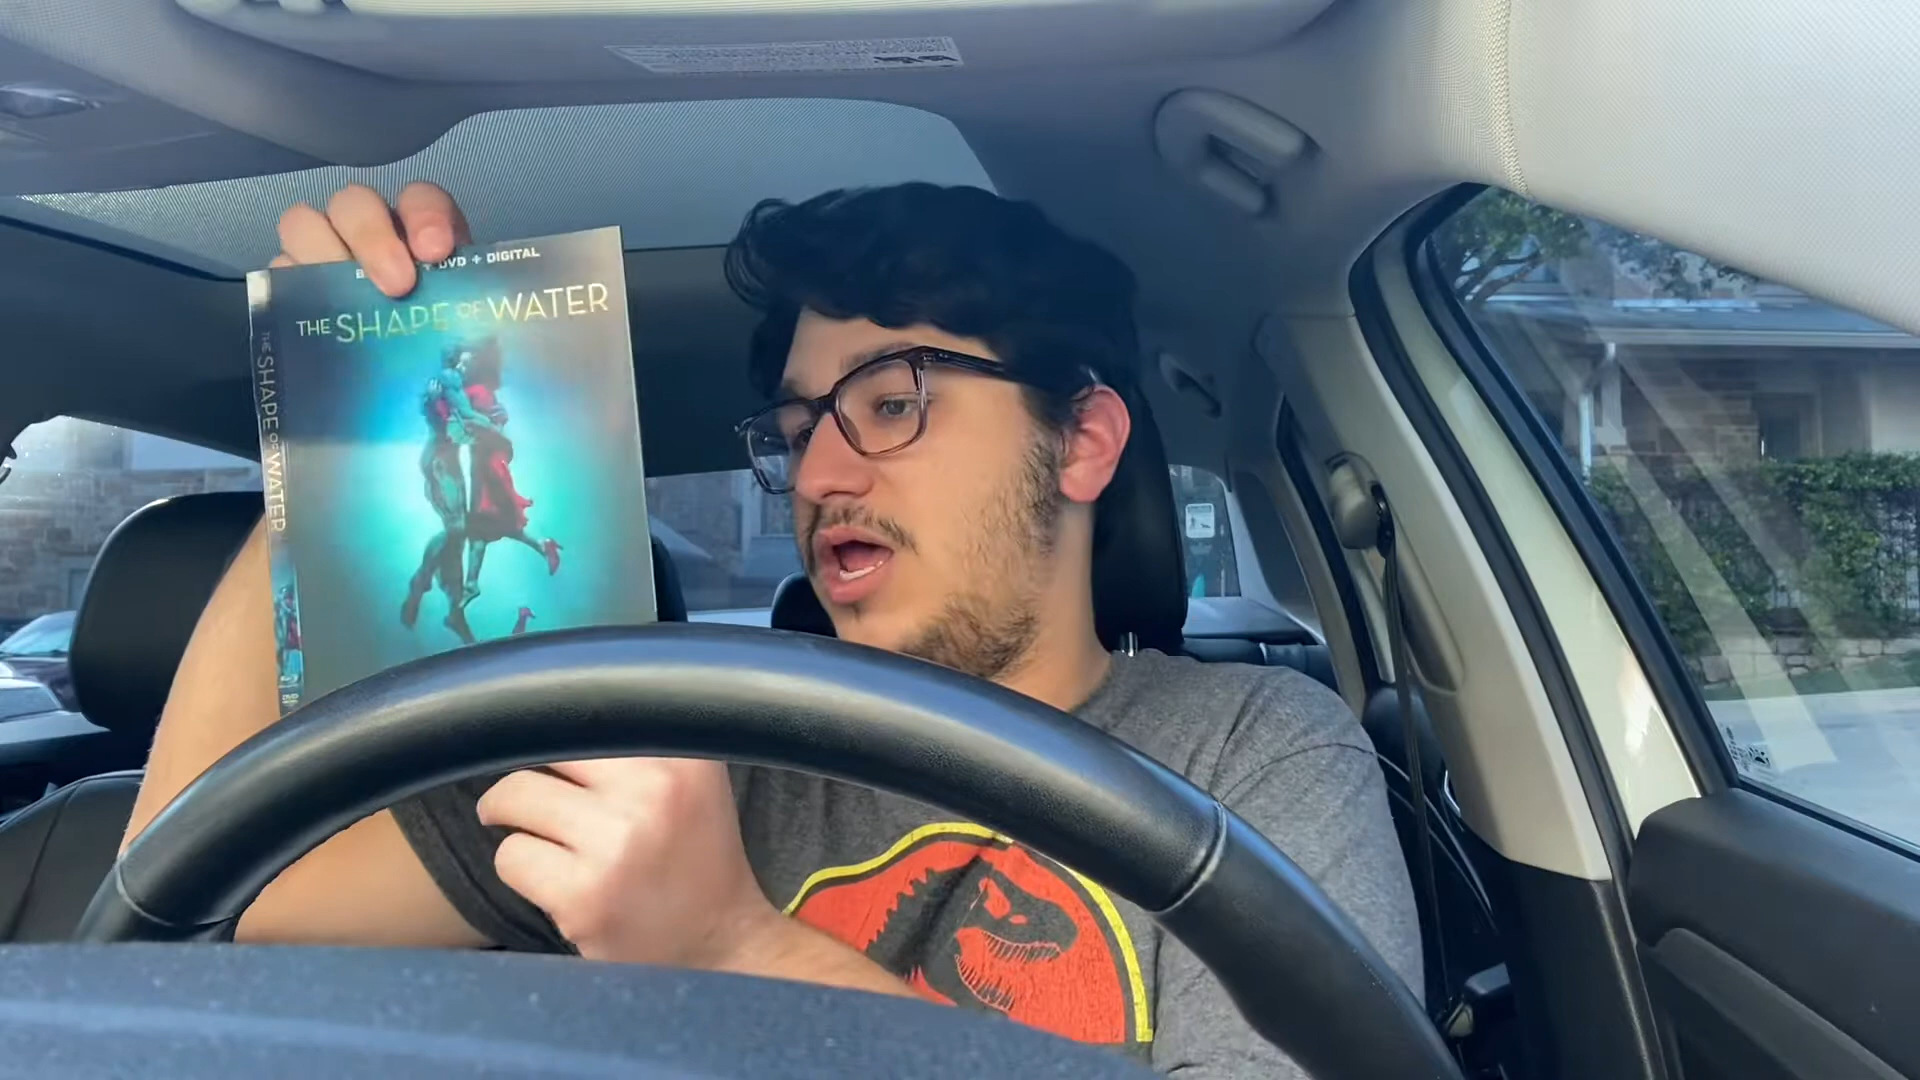 + DVD + DIGITAL
THE SHAPE OF WATER
THE SHAPE OF WATER